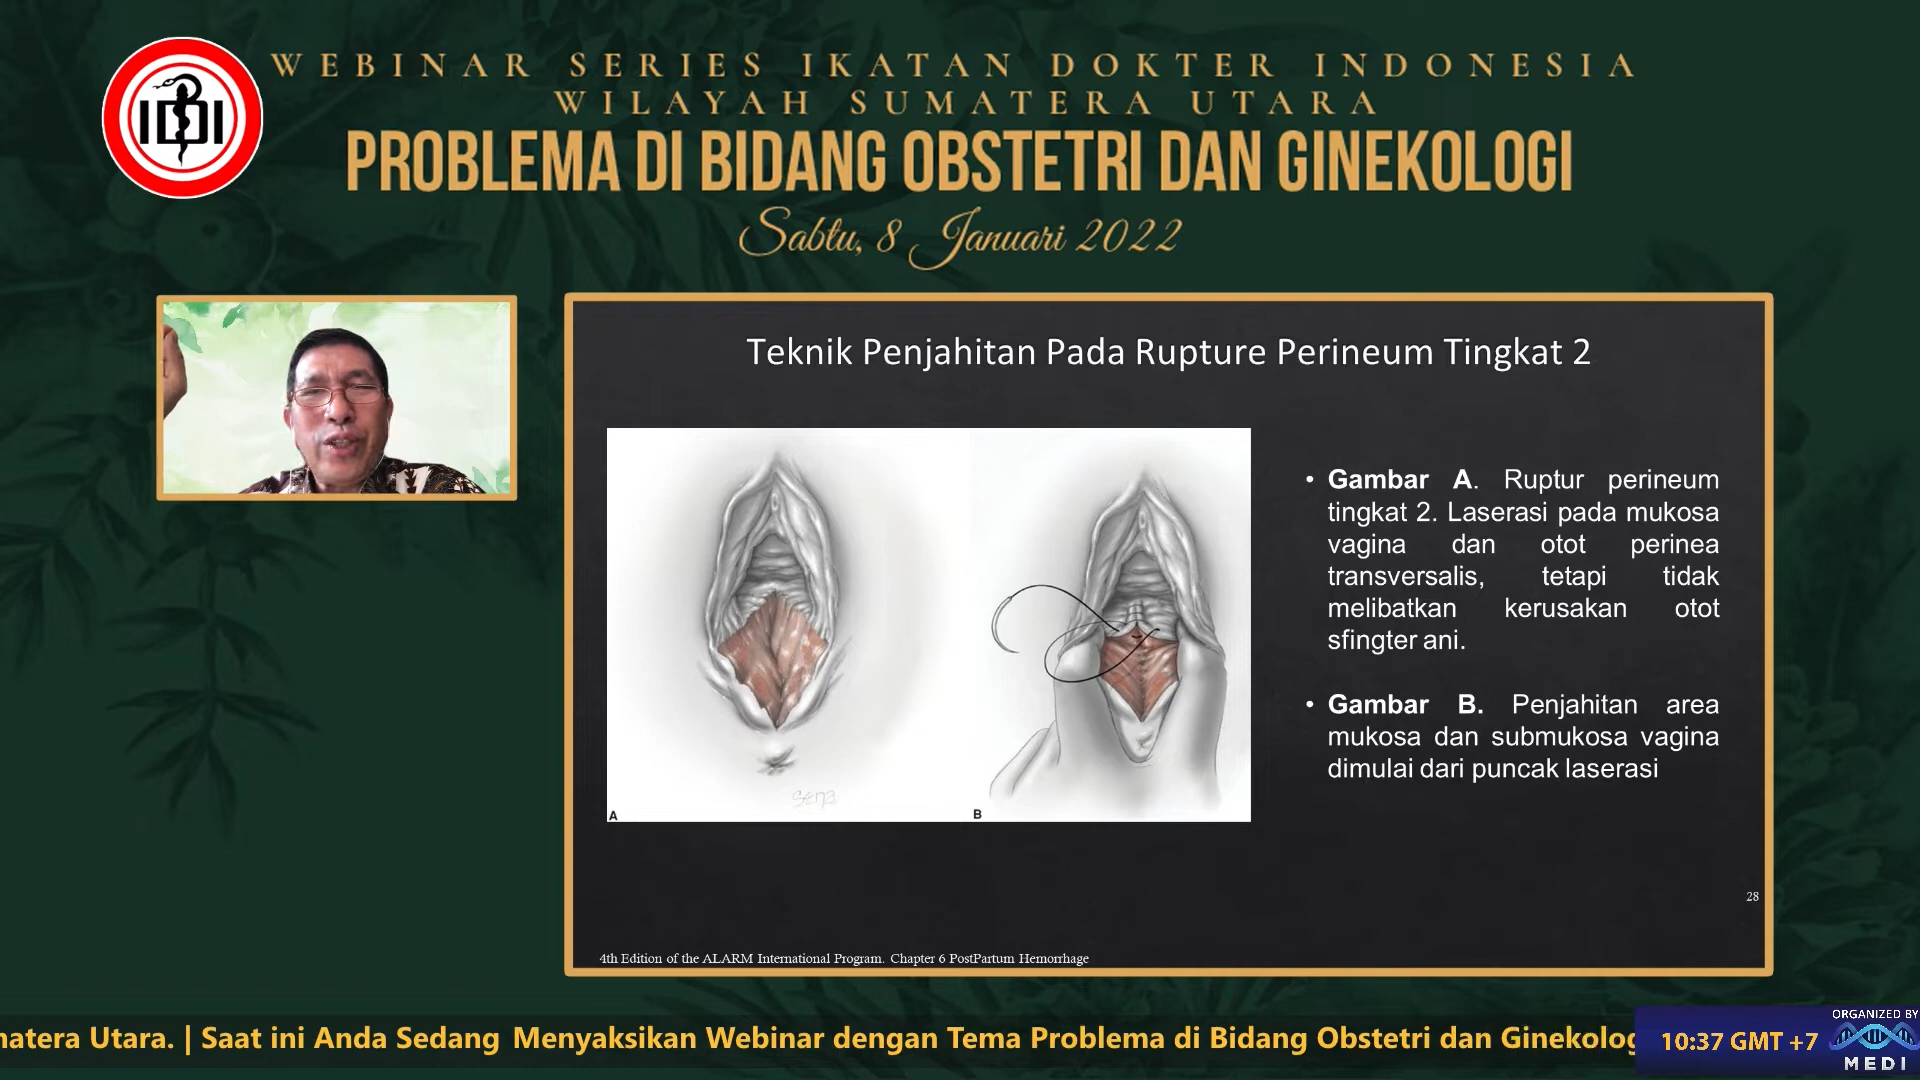 IDI
WEBINAR SERIES IKATAN DOKTER INDONESIA
WILAYAH SUMATERA UTARA
PROBLEMA DI BIDANG OBSTETRI DAN GINEKOLOGI
Sabtu, 8 Januari 2022
Teknik Penjahitan Pada Rupture Perineum Tingkat 2
• Gambar A. Ruptur perineum
tingkat 2. Laserasi pada mukosa
vagina dan otot perinea
transversalis, tetapi tidak
melibatkan kerusakan otot
sfingter ani.
• Gambar B. Penjahitan area
mukosa dan submukosa vagina
dimulai dari puncak laserasi
A
B
28
4th Edition of the ALARM International Program. Chapter 6 PostPartum Hemorrhage
matera Utara. | Saat ini Anda Sedang Menyaksikan Webinar dengan Tema Problema di Bidang Obstetri dan Ginekolog
10:37 GMT +7
ORGANIZED BY
MEDI